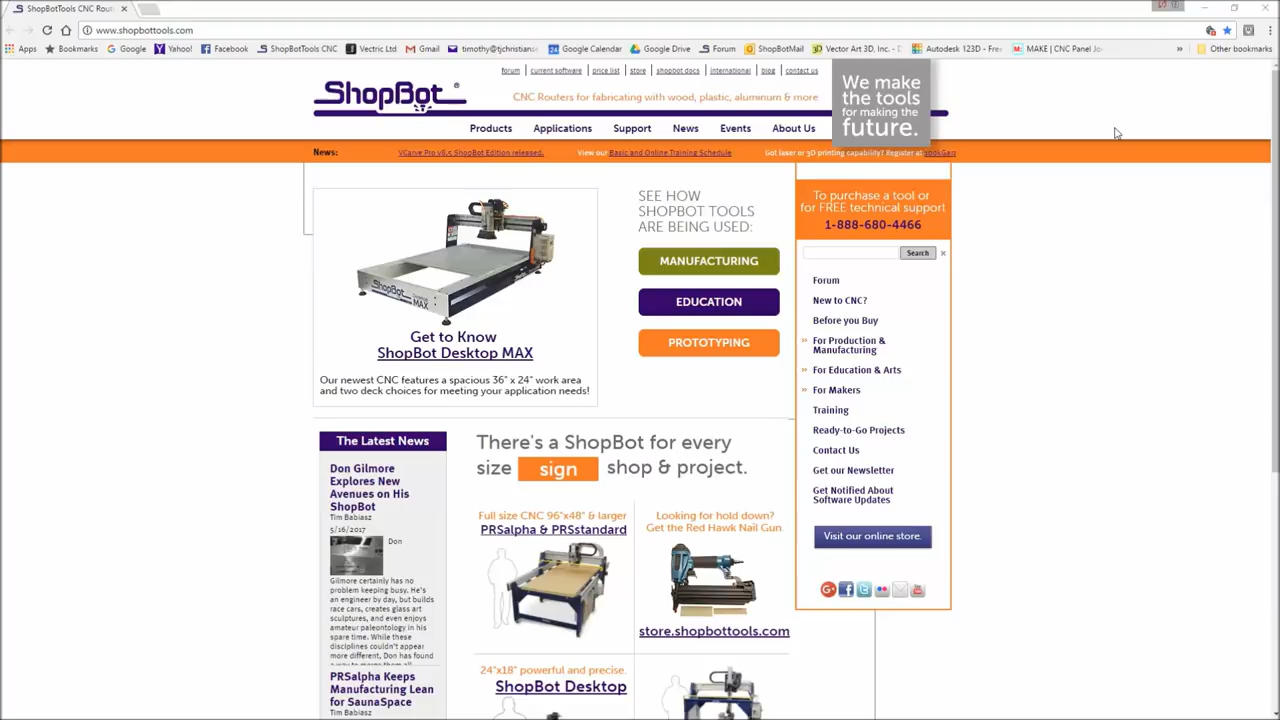 ShopBotTools CNC Rout
www.shopbottools.com
Apps Bookmarks Google Yahoo! Facebook ShopBotTools CNC Vectric Ltd Gmail timothy@tjchristians Google Calendar Google Drive Forum ShopBotMail Vector Art 3D, Inc. - D Autodesk 123D - Free MAKE | CNC Panel Jo » Other bookmarks
forum current software price list store shopbot docs international blog contact us
ShopBot®
CNC Routers for fabricating with wood, plastic, aluminum & more
We make
the tools
for making the
future.
Products Applications Support News Events About Us
News: VCarve Pro v8.5 ShopBot Edition released. View our Basic and Online Training Schedule Got laser or 3D printing capability? Register at
To purchase a tool or
for FREE technical support
1-888-680-4466
Search ×
Forum
New to CNC?
Before you Buy
» For Production &
Manufacturing
» For Education & Arts
» For Makers
Training
Ready-to-Go Projects
Contact Us
Get our Newsletter
Get Notified About
Software Updates
Visit our online store.
ShopBot
MAX
Get to Know
ShopBot Desktop MAX
Our newest CNC features a spacious 36" x 24" work area
and two deck choices for meeting your application needs!
SEE HOW
SHOPBOT TOOLS
ARE BEING USED:
MANUFACTURING
EDUCATION
PROTOTYPING
The Latest News
Don Gilmore
Explores New
Avenues on His
ShopBot
Tim Babiasz
5/16/2017
Don
Gilmore certainly has no
problem keeping busy. He's
an engineer by day, but builds
race cars, creates glass art
sculptures, and even enjoys
amateur paleontology in his
spare time. While these
disciplines couldn't appear
more different, Don has found
a way to merge them all
PRSalpha Keeps
Manufacturing Lean
for SaunaSpace
Tim Babiasz
There's a ShopBot for every
size sign shop & project.
Full size CNC 96"x48" & larger
PRSalpha & PRSstandard
Looking for hold down?
Get the Red Hawk Nail Gun.
store.shopbottools.com
24"x18" powerful and precise.
ShopBot Desktop